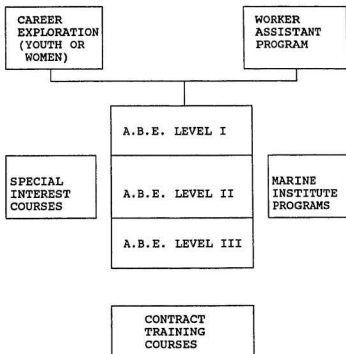 CAREER
EXPLORATION
(YOUTH OR
WOMEN)
WORKER
ASSISTANT
PROGRAM
A.B.E. LEVEL I
SPECIAL
INTEREST
COURSES
A.B.E. LEVEL II
MARINE
INSTITUTE
PROGRAMS
A.B.E. LEVEL III
CONTRACT
TRAINING
COURSES